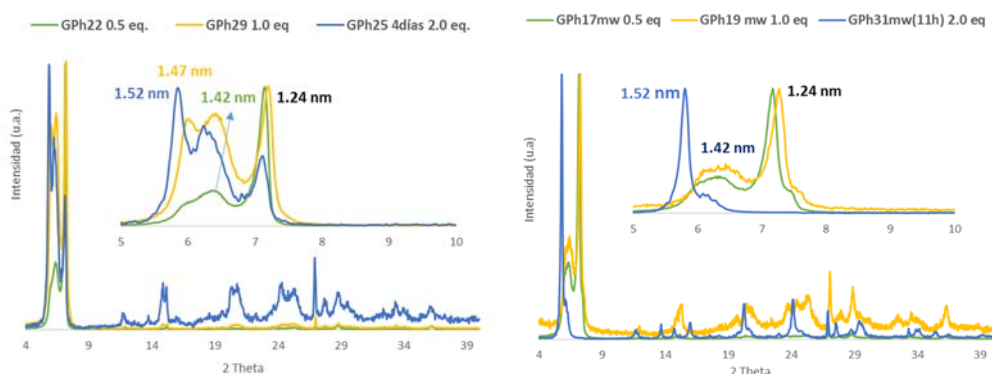 GPh22 0.5 eq. GPh29 1.0 eq GPh25 4días 2.0 eq.
1.47 nm
1.52 nm
1.42 nm
1.24 nm
Intensidad (u.a.)
5 6 7 8 9 10
4 9 14 19 24 29 34 39
2 Theta
GPh17mw 0.5 eq GPh19 mw 1.0 eq GPh31mw(11h) 2.0 eq
1.52 nm
1.24 nm
1.42 nm
Intensidad (u.a)
5 6 7 8 9 10
4 9 14 19 24 29 34 39
2 Theta